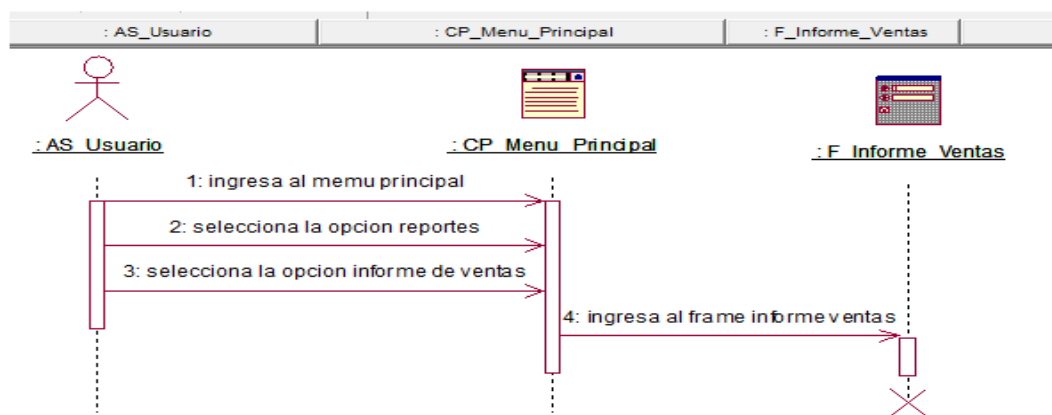 : AS_Usuario : CP_Menu_Principal : F_Informe_Ventas
: AS_Usuario : CP_Menu_Principal : F_Informe_Ventas
1: ingresa al memu principal
2: selecciona la opcion reportes
3: selecciona la opcion informe de ventas
4: ingresa al frame informe ventas